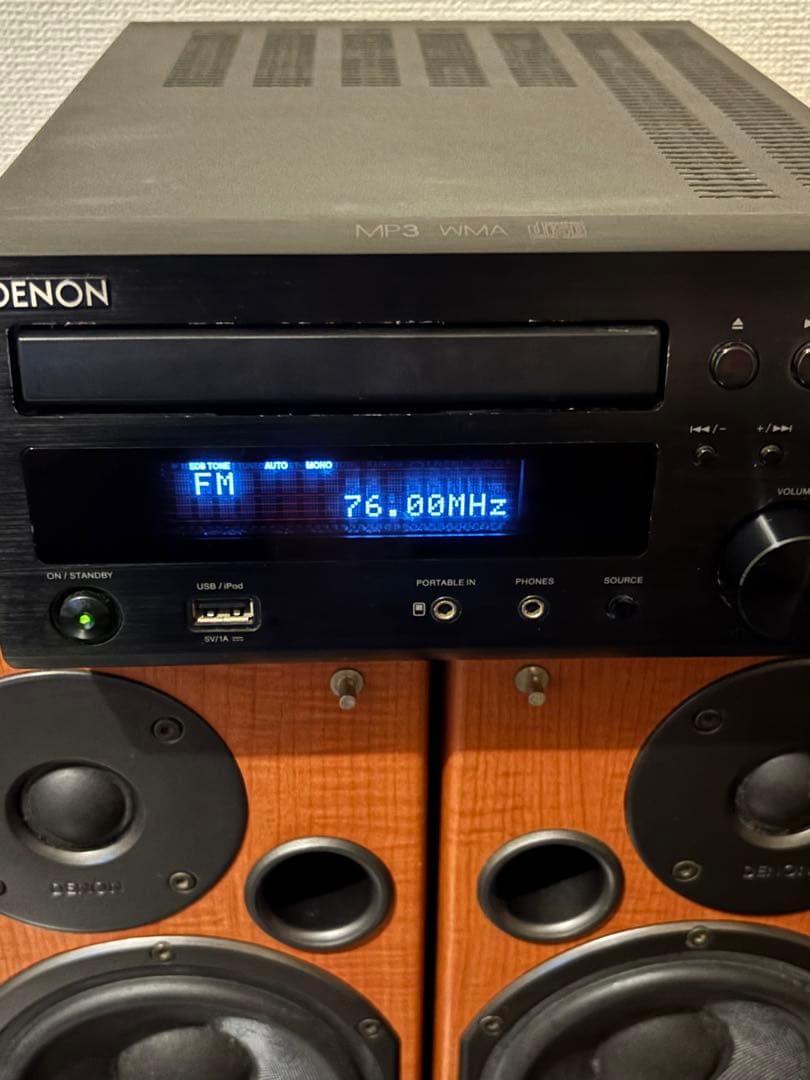 MP3 WMA
DENON
SDB TONE AUTO MONO
FM
76.00MHz
VOLUM
ON / STANDBY
USB / iPod
5V/1A
PORTABLE IN
PHONES
SOURCE
DENON
DENON